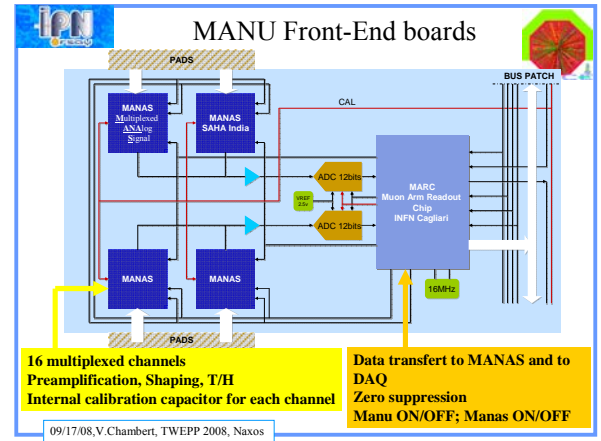 IPN
Orsay
MANU Front-End boards
PADS
BUS PATCH
CAL
MANAS
Multiplexed
ANAlog
Signal
MANAS
SAHA India
ADC 12bits
VREF
2.5v
ADC 12bits
MARC
Muon Arm Readout
Chip
INFN Cagliari
MANAS
MANAS
16MHz
PADS
16 multiplexed channels
Preamplification, Shaping, T/H
Internal calibration capacitor for each channel
Data transfert to MANAS and to
DAQ
Zero suppression
Manu ON/OFF; Manas ON/OFF
09/17/08,V.Chambert, TWEPP 2008, Naxos